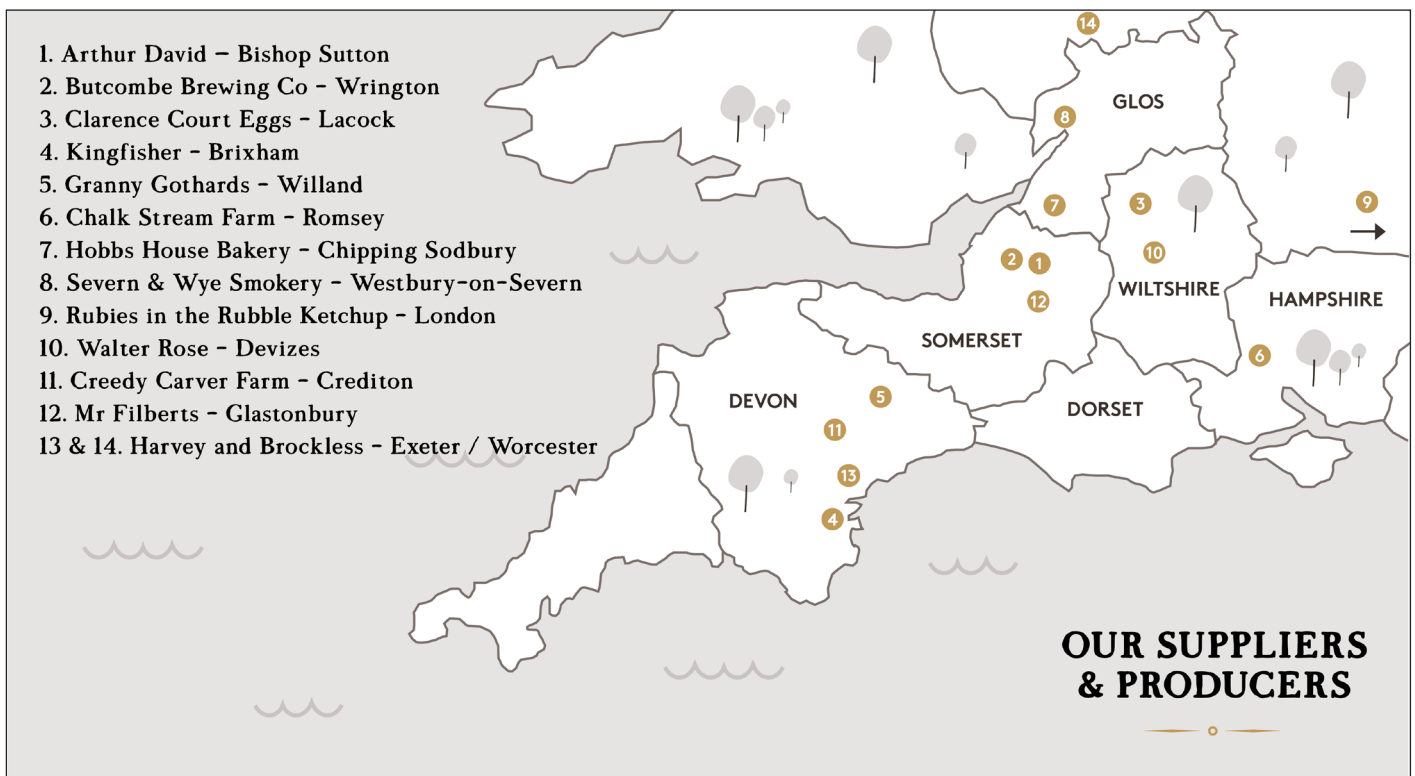 1. Arthur David – Bishop Sutton
2. Butcombe Brewing Co – Wrington
3. Clarence Court Eggs – Lacock
4. Kingfisher – Brixham
5. Granny Gothards – Willand
6. Chalk Stream Farm – Romsey
7. Hobbs House Bakery – Chipping Sodbury
8. Severn & Wye Smokery – Westbury-on-Severn
9. Rubies in the Rubble Ketchup – London
10. Walter Rose – Devizes
11. Creedy Carver Farm – Crediton
12. Mr Filberts – Glastonbury
13 & 14. Harvey and Brockless – Exeter / Worcester
14
GLOS
8
7
3
9
10
2
1
12
WILTSHIRE
HAMPSHIRE
SOMERSET
6
DEVON
5
DORSET
11
13
4
OUR SUPPLIERS
& PRODUCERS